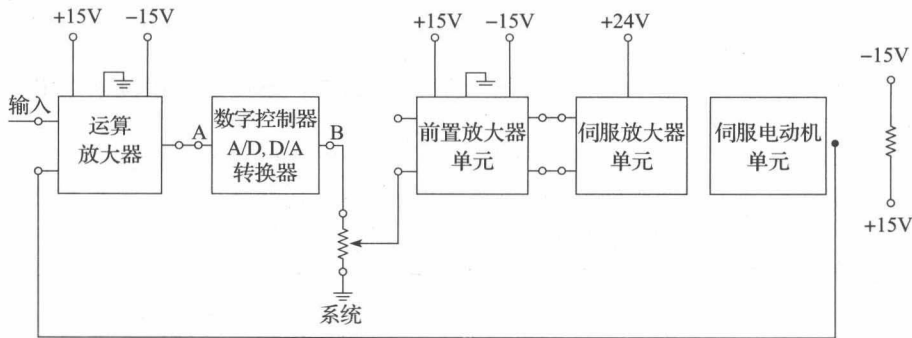 +15V
-15V
+15V
-15V
+24V
-15V
输入
运算
放大器
A
数字控制器
A/D, D/A
转换器
B
前置放大器
单元
伺服放大器
单元
伺服电动机
单元
+15V
系统